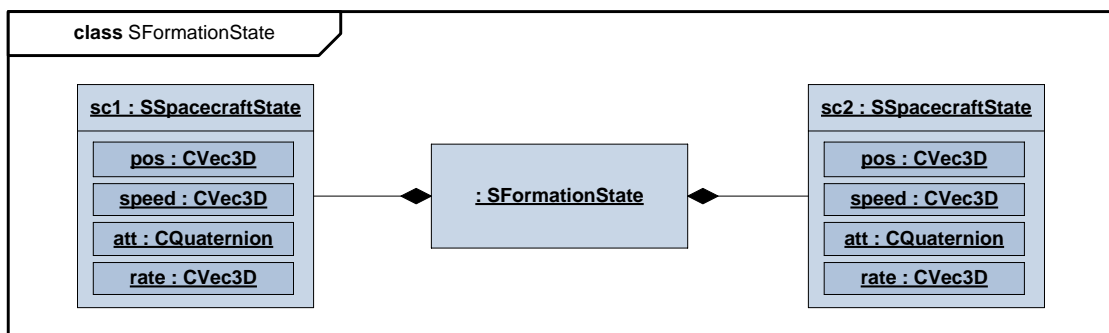 class SFormationState
sc1 : SSpacecraftState
pos : CVec3D
speed : CVec3D
att : CQuaternion
rate : CVec3D
: SFormationState
sc2 : SSpacecraftState
pos : CVec3D
speed : CVec3D
att : CQuaternion
rate : CVec3D